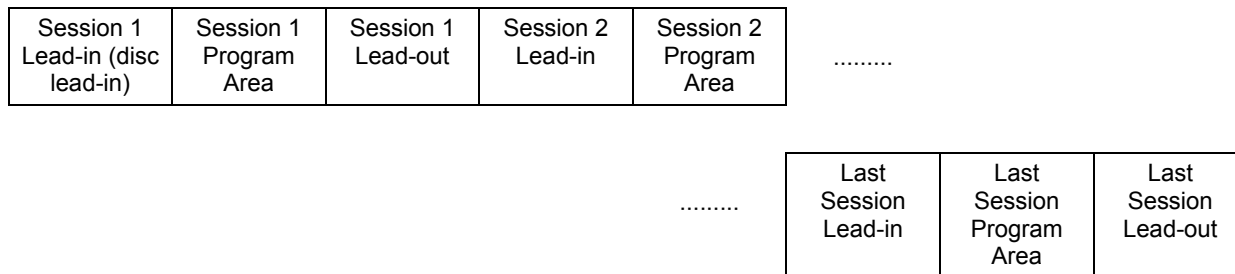 Session 1 Session 1 Session 1 Session 2 Session 2
Lead-in (disc Program Lead-out Lead-in Program
lead-in) Area Area
.........
......... Last Last Last
Session Session Session
Lead-in Program Lead-out
Area